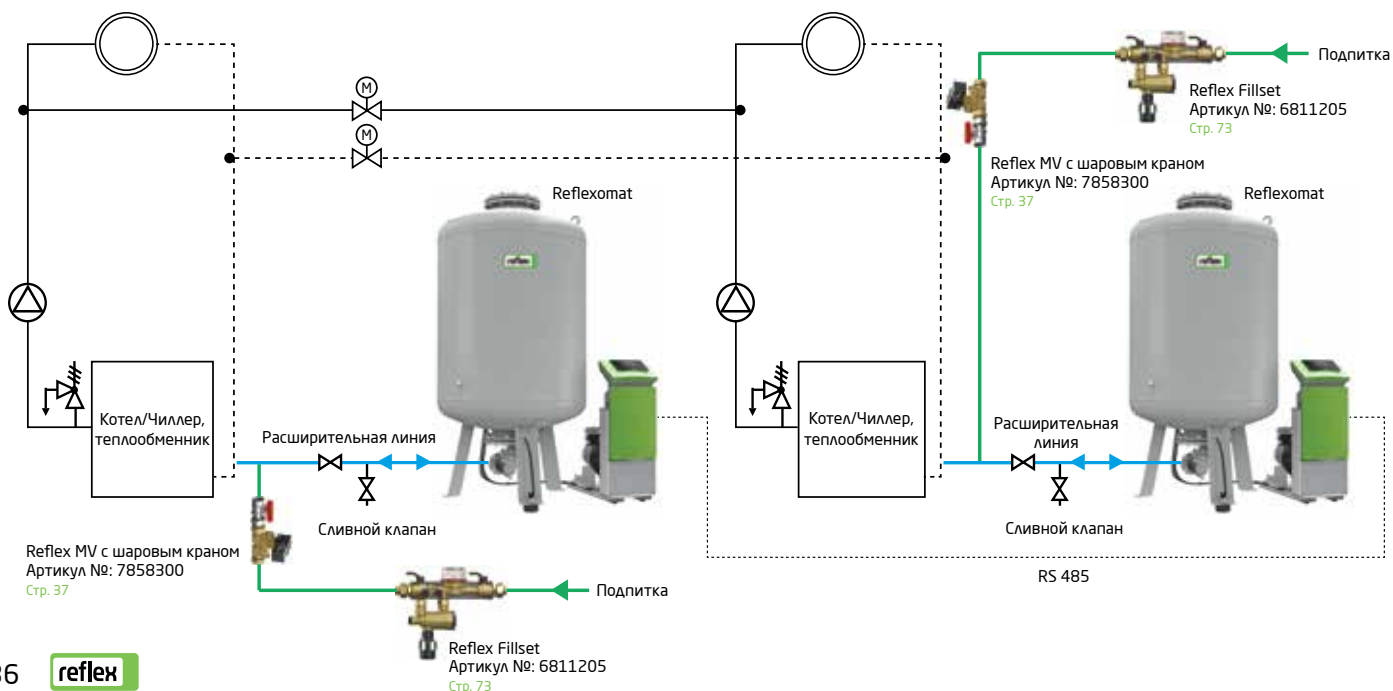 M
M
Подпитка
Reflex Fillset
Артикул №: 6811205
Стр. 73
Reflex MV с шаровым краном
Артикул №: 7858300
Стр. 37
Reflexomat
reflex
reflex
Котел/Чиллер,
теплообменник
Расширительная линия
Сливной клапан
Котел/Чиллер,
теплообменник
Расширительная
линия
Сливной клапан
Reflex MV с шаровым краном
Артикул №: 7858300
Стр. 37
RS 485
Подпитка
Reflex Fillset
Артикул №: 6811205
Стр. 73
36
reflex